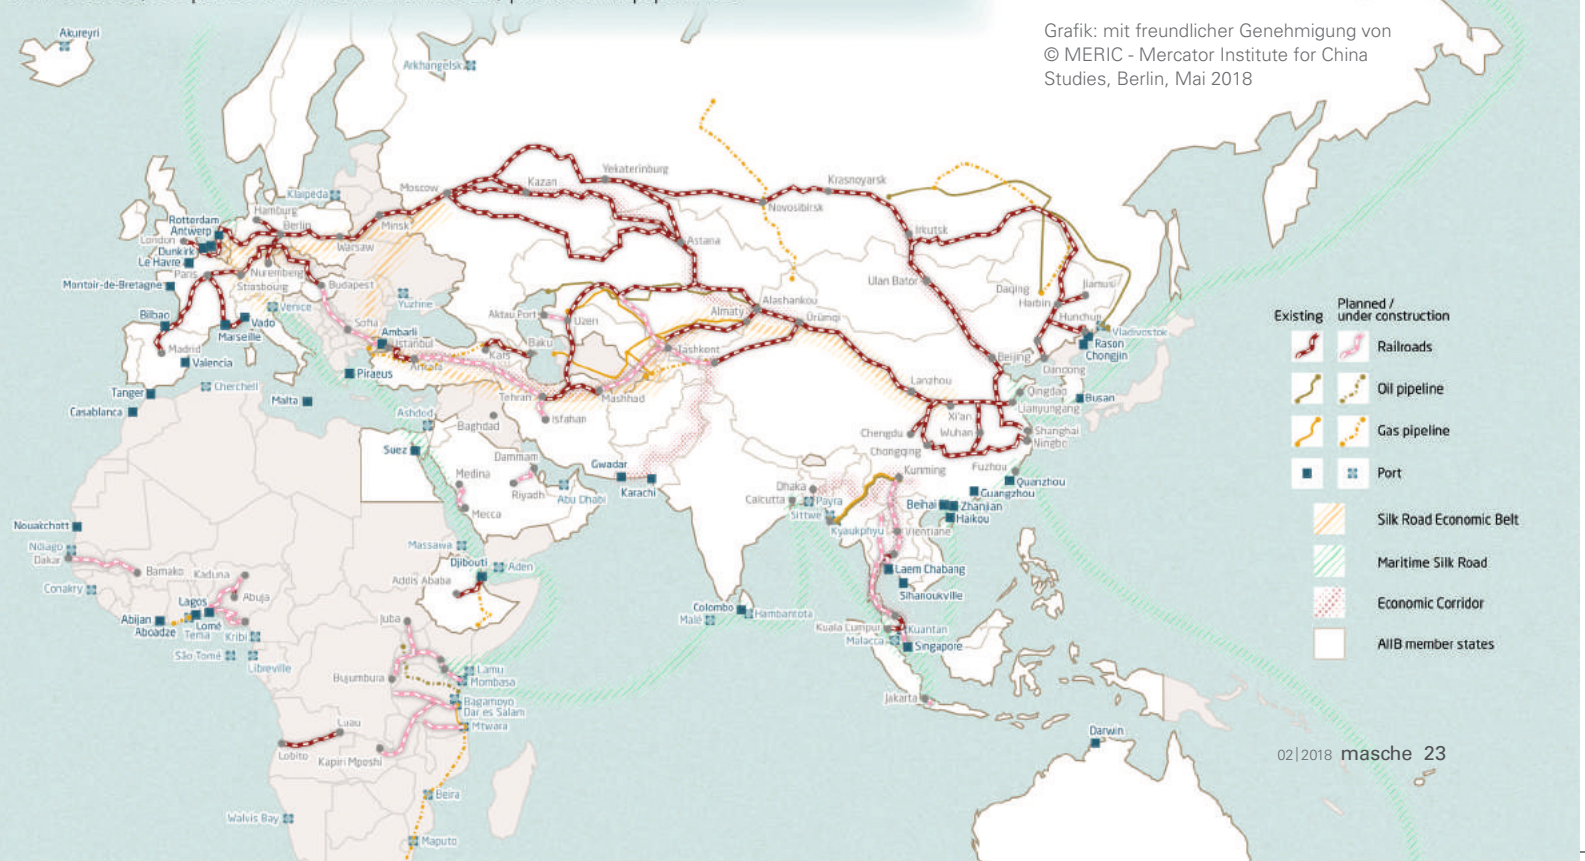 Grafik: mit freundlicher Genehmigung von
© MERIC - Mercator Institute for China
Studies, Berlin, Mai 2018
Akureyri
Arkhangelsk
Yekaterinburg
Moscow
Kazan
Krasnoyarsk
Novosibirsk
Klaipeda
Hamburg
Berlin
Minsk
Warsaw
Rotterdam
Antwerp
London
Dunkirk
Le Havre
Paris
Nuremberg
Strasbourg
Budapest
Montoir-de-Bretagne
Astana
Irkutsk
Ulan Bator
Daqing
Harbin
Jiamusi
Hunchun
Vladivostok
Rason
Chongjin
Yuzhne
Venice
Bilbao
Vado
Marseille
Sofia
Ambarli
Istanbul
Ankara
Aktau Port
Uzen
Baku
Kars
Almaty
Alashankou
Ürümqi
Tashkent
Madrid
Valencia
Piraeus
Cherchell
Tanger
Casablanca
Malta
Tehran
Mashhad
Isfahan
Ashdod
Baghdad
Suez
Beijing
Dandong
Lanzhou
Qingdao
Lianyungang
Busan
Xi'an
Chengdu
Wuhan
Shanghai
Ningbo
Chongqing
Fuzhou
Kunming
Quanzhou
Guangzhou
Beihai
Zhanjian
Haikou
Dammam
Medina
Riyadh
Mecca
Abu Dhabi
Gwadar
Karachi
Dhaka
Calcutta
Payra
Sittwe
Kyaukphyu
Vientiane
Laem Chabang
Sihanoukville
Nouakchott
Ndiago
Dakar
Bamako
Kaduna
Abuja
Conakry
Lagos
Abijan
Aboadze
Lomé
Tema
Kribi
São Tomé
Libreville
Massawa
Djibouti
Aden
Addis Ababa
Juba
Colombo
Hambantota
Malé
Kuala Lumpur
Kuantan
Malacca
Singapore
Jakarta
Bujumbura
Lamu
Mombasa
Bagamoyo
Dar es Salam
Mtwara
Luau
Lobito
Kapiri Mposhi
Beira
Walvis Bay
Maputo
Darwin
Existing
Planned /
under construction
Railroads
Oil pipeline
Gas pipeline
Port
Silk Road Economic Belt
Maritime Silk Road
Economic Corridor
AIIB member states
02|2018 masche 23